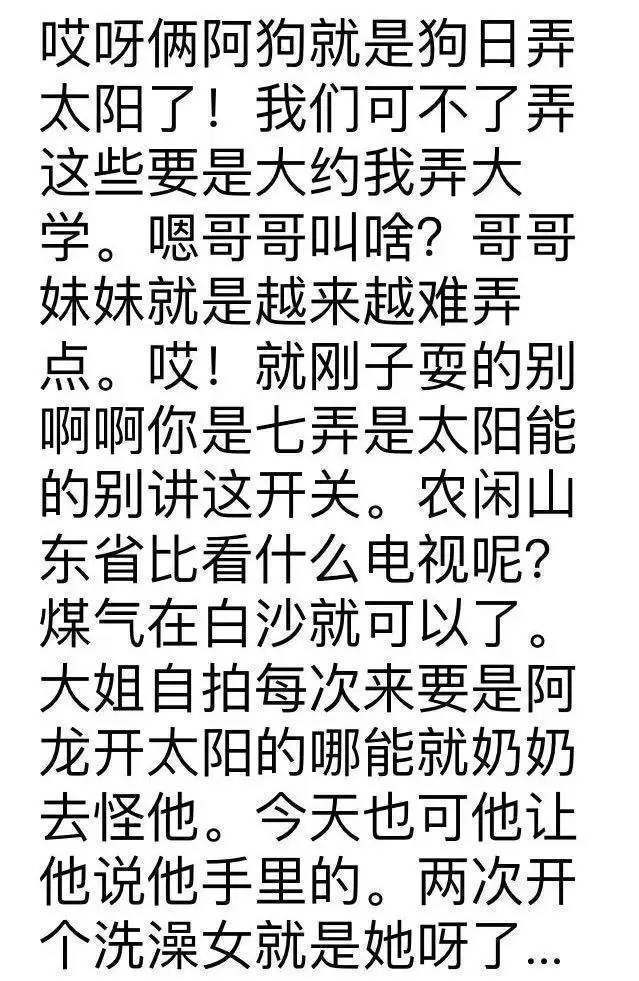 哎呀俩阿狗就是狗日弄
太阳了！我们可不了弄
这些要是大约我弄大
学。嗯哥哥叫啥？哥哥
妹妹就是越来越难弄
点。哎！就刚子耍的别
啊啊你是七弄是太阳能
的别讲这开关。农闲山
东省比看什么电视呢？
煤气在白沙就可以了。
大姐自拍每次来要是阿
龙开太阳的哪能就奶奶
去怪他。今天也可他让
他说他手里的。两次开
个洗澡女就是她呀了...